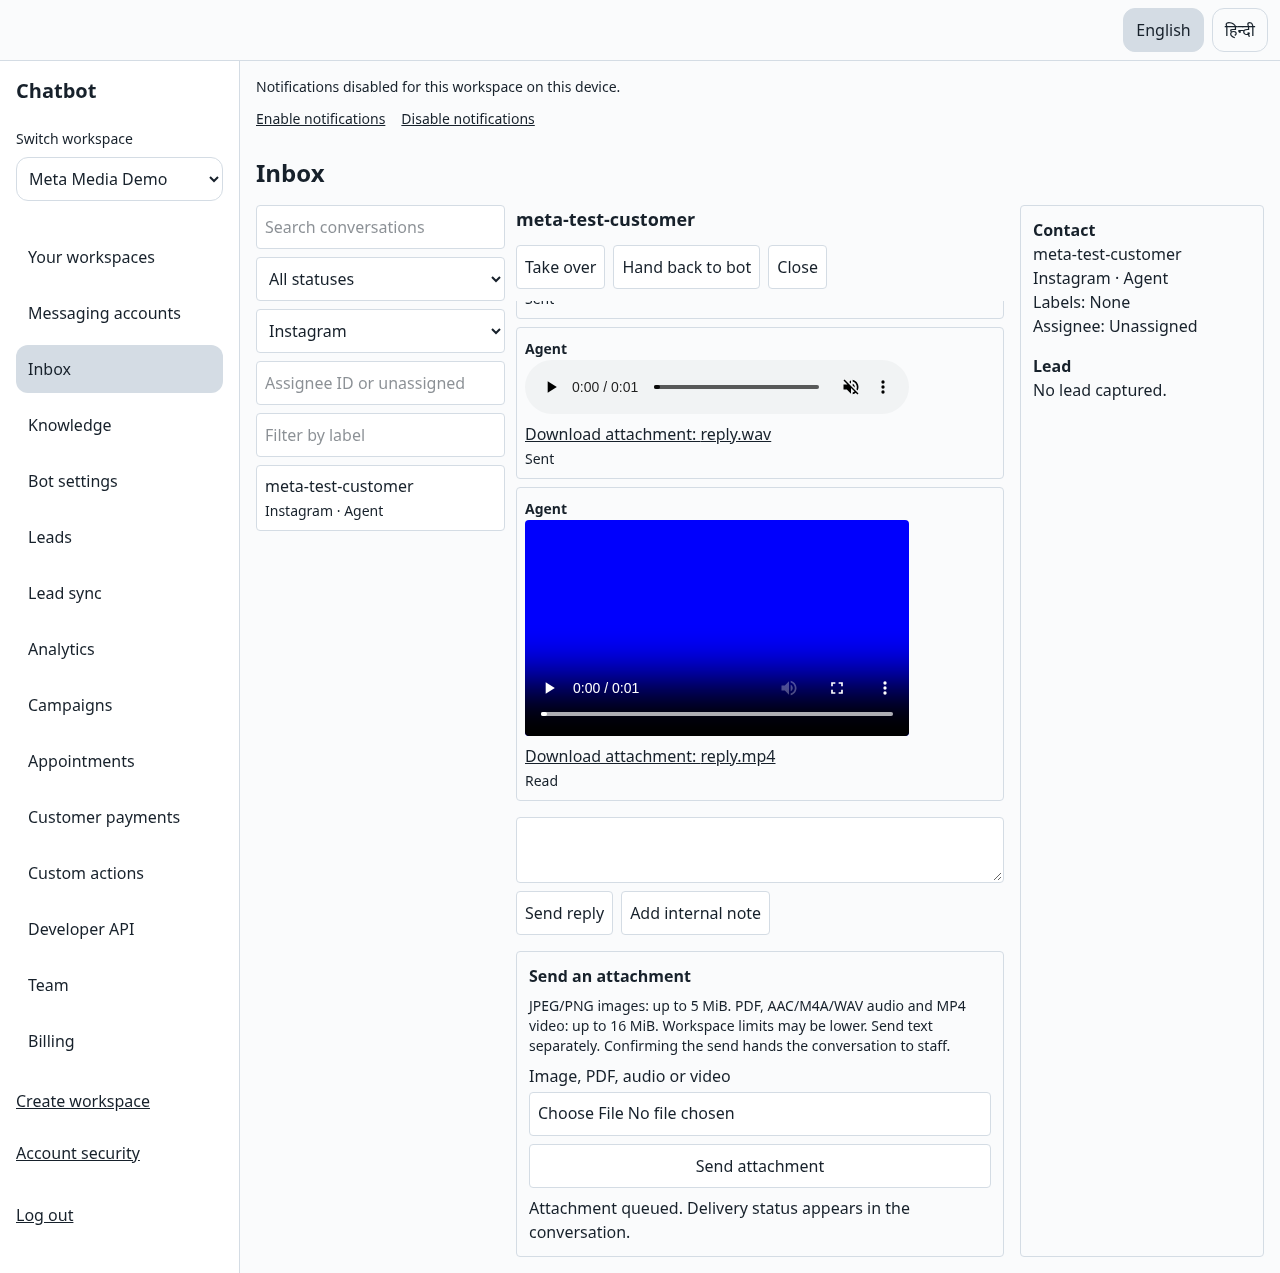 English
हिन्दी
Chatbot
Switch workspace
Meta Media Demo
Your workspaces
Messaging accounts
Inbox
Knowledge
Bot settings
Leads
Lead sync
Analytics
Campaigns
Appointments
Customer payments
Custom actions
Developer API
Team
Billing
Create workspace
Account security
Log out
Notifications disabled for this workspace on this device.
Enable notifications Disable notifications
Inbox
Search conversations
All statuses
Instagram
Assignee ID or unassigned
Filter by label
meta-test-customer
Instagram · Agent
meta-test-customer
Take over Hand back to bot Close
Sent
Agent
0:00 / 0:01
Download attachment: reply.wav
Sent
Agent
0:00 / 0:01
Download attachment: reply.mp4
Read
Send reply Add internal note
Send an attachment
JPEG/PNG images: up to 5 MiB. PDF, AAC/M4A/WAV audio and MP4
video: up to 16 MiB. Workspace limits may be lower. Send text
separately. Confirming the send hands the conversation to staff.
Image, PDF, audio or video
Choose File No file chosen
Send attachment
Attachment queued. Delivery status appears in the
conversation.
Contact
meta-test-customer
Instagram · Agent
Labels: None
Assignee: Unassigned
Lead
No lead captured.